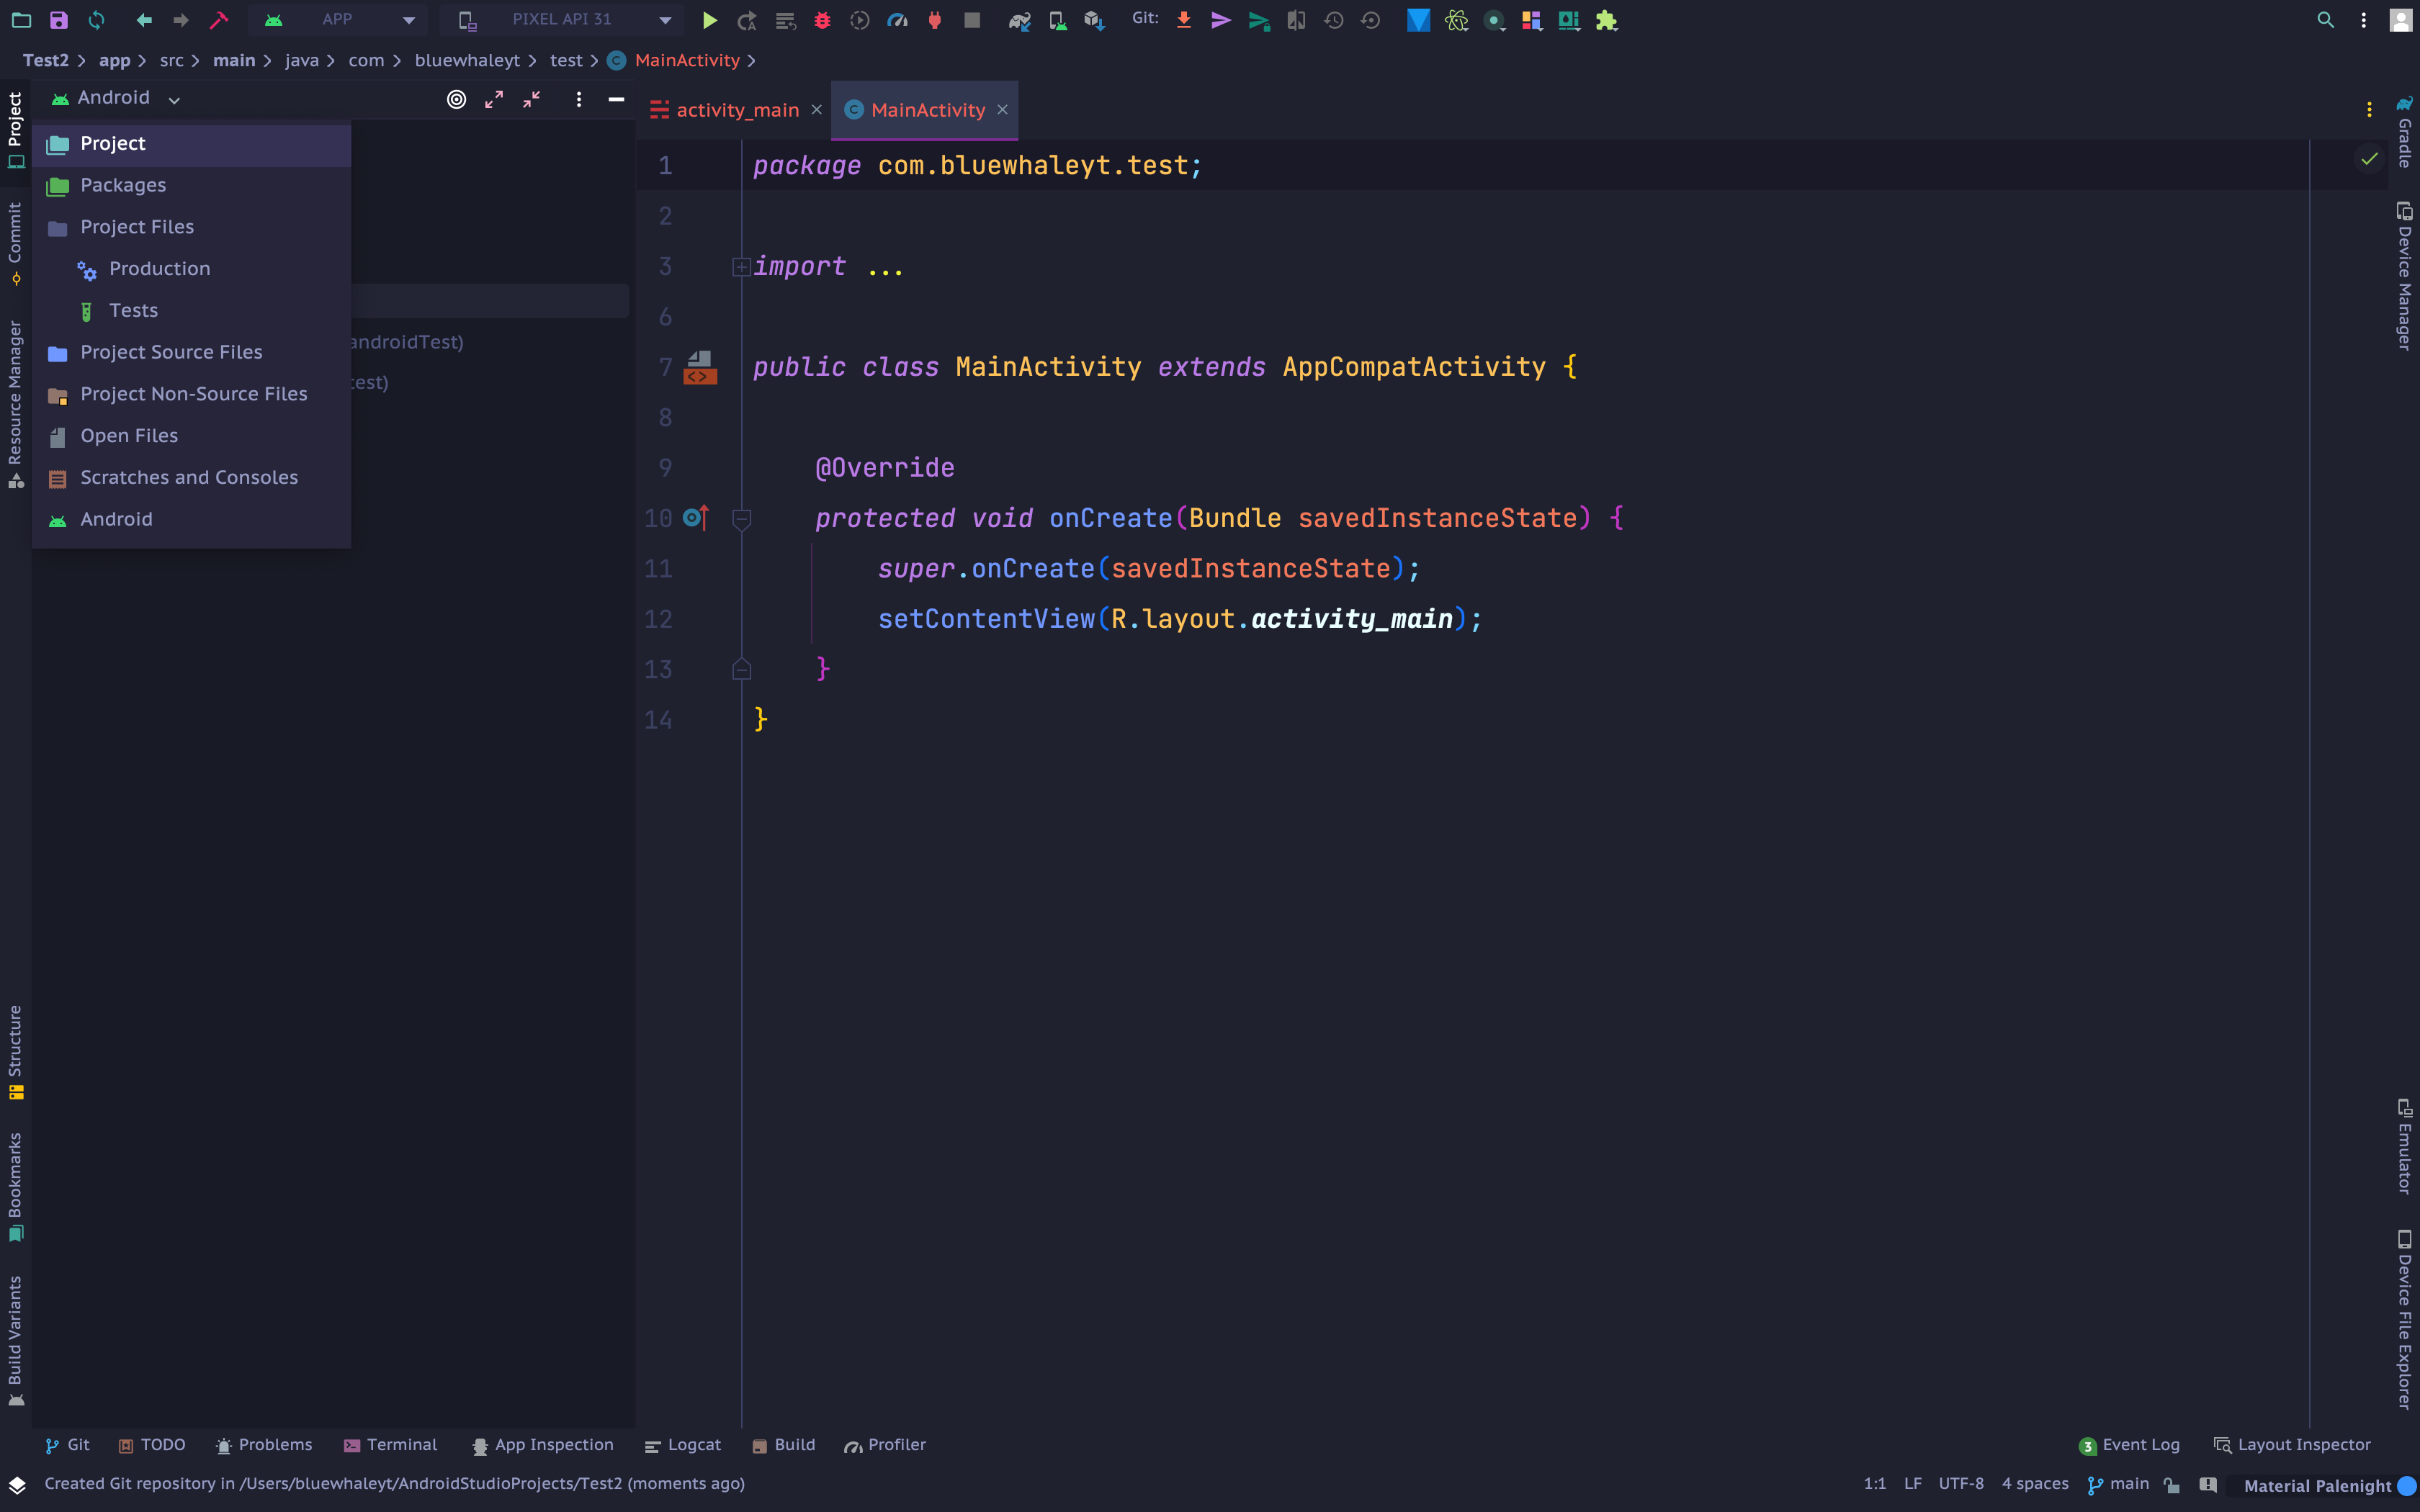 APP
PIXEL API 31
Git:
Test2 > app > src > main > java > com > bluewhaleyt > test > MainActivity >
Project
Commit
Resource Manager
Structure
Bookmarks
Build Variants
Android
Project
Packages
Project Files
Production
Tests
Project Source Files
Project Non-Source Files
Open Files
Scratches and Consoles
Android
androidTest)
test)
activity_main
MainActivity
1 package com.bluewhaleyt.test;
2
3 import ...
6
7 public class MainActivity extends AppCompatActivity {
8
9 @Override
10 protected void onCreate(Bundle savedInstanceState) {
11 super.onCreate(savedInstanceState);
12 setContentView(R.layout.activity_main);
13 }
14 }
Gradle
Device Manager
Emulator
Device File Explorer
Git TODO Problems Terminal App Inspection Logcat Build Profiler
3 Event Log Layout Inspector
Created Git repository in /Users/bluewhaleyt/AndroidStudioProjects/Test2 (moments ago)
1:1 LF UTF-8 4 spaces main Material Palenight